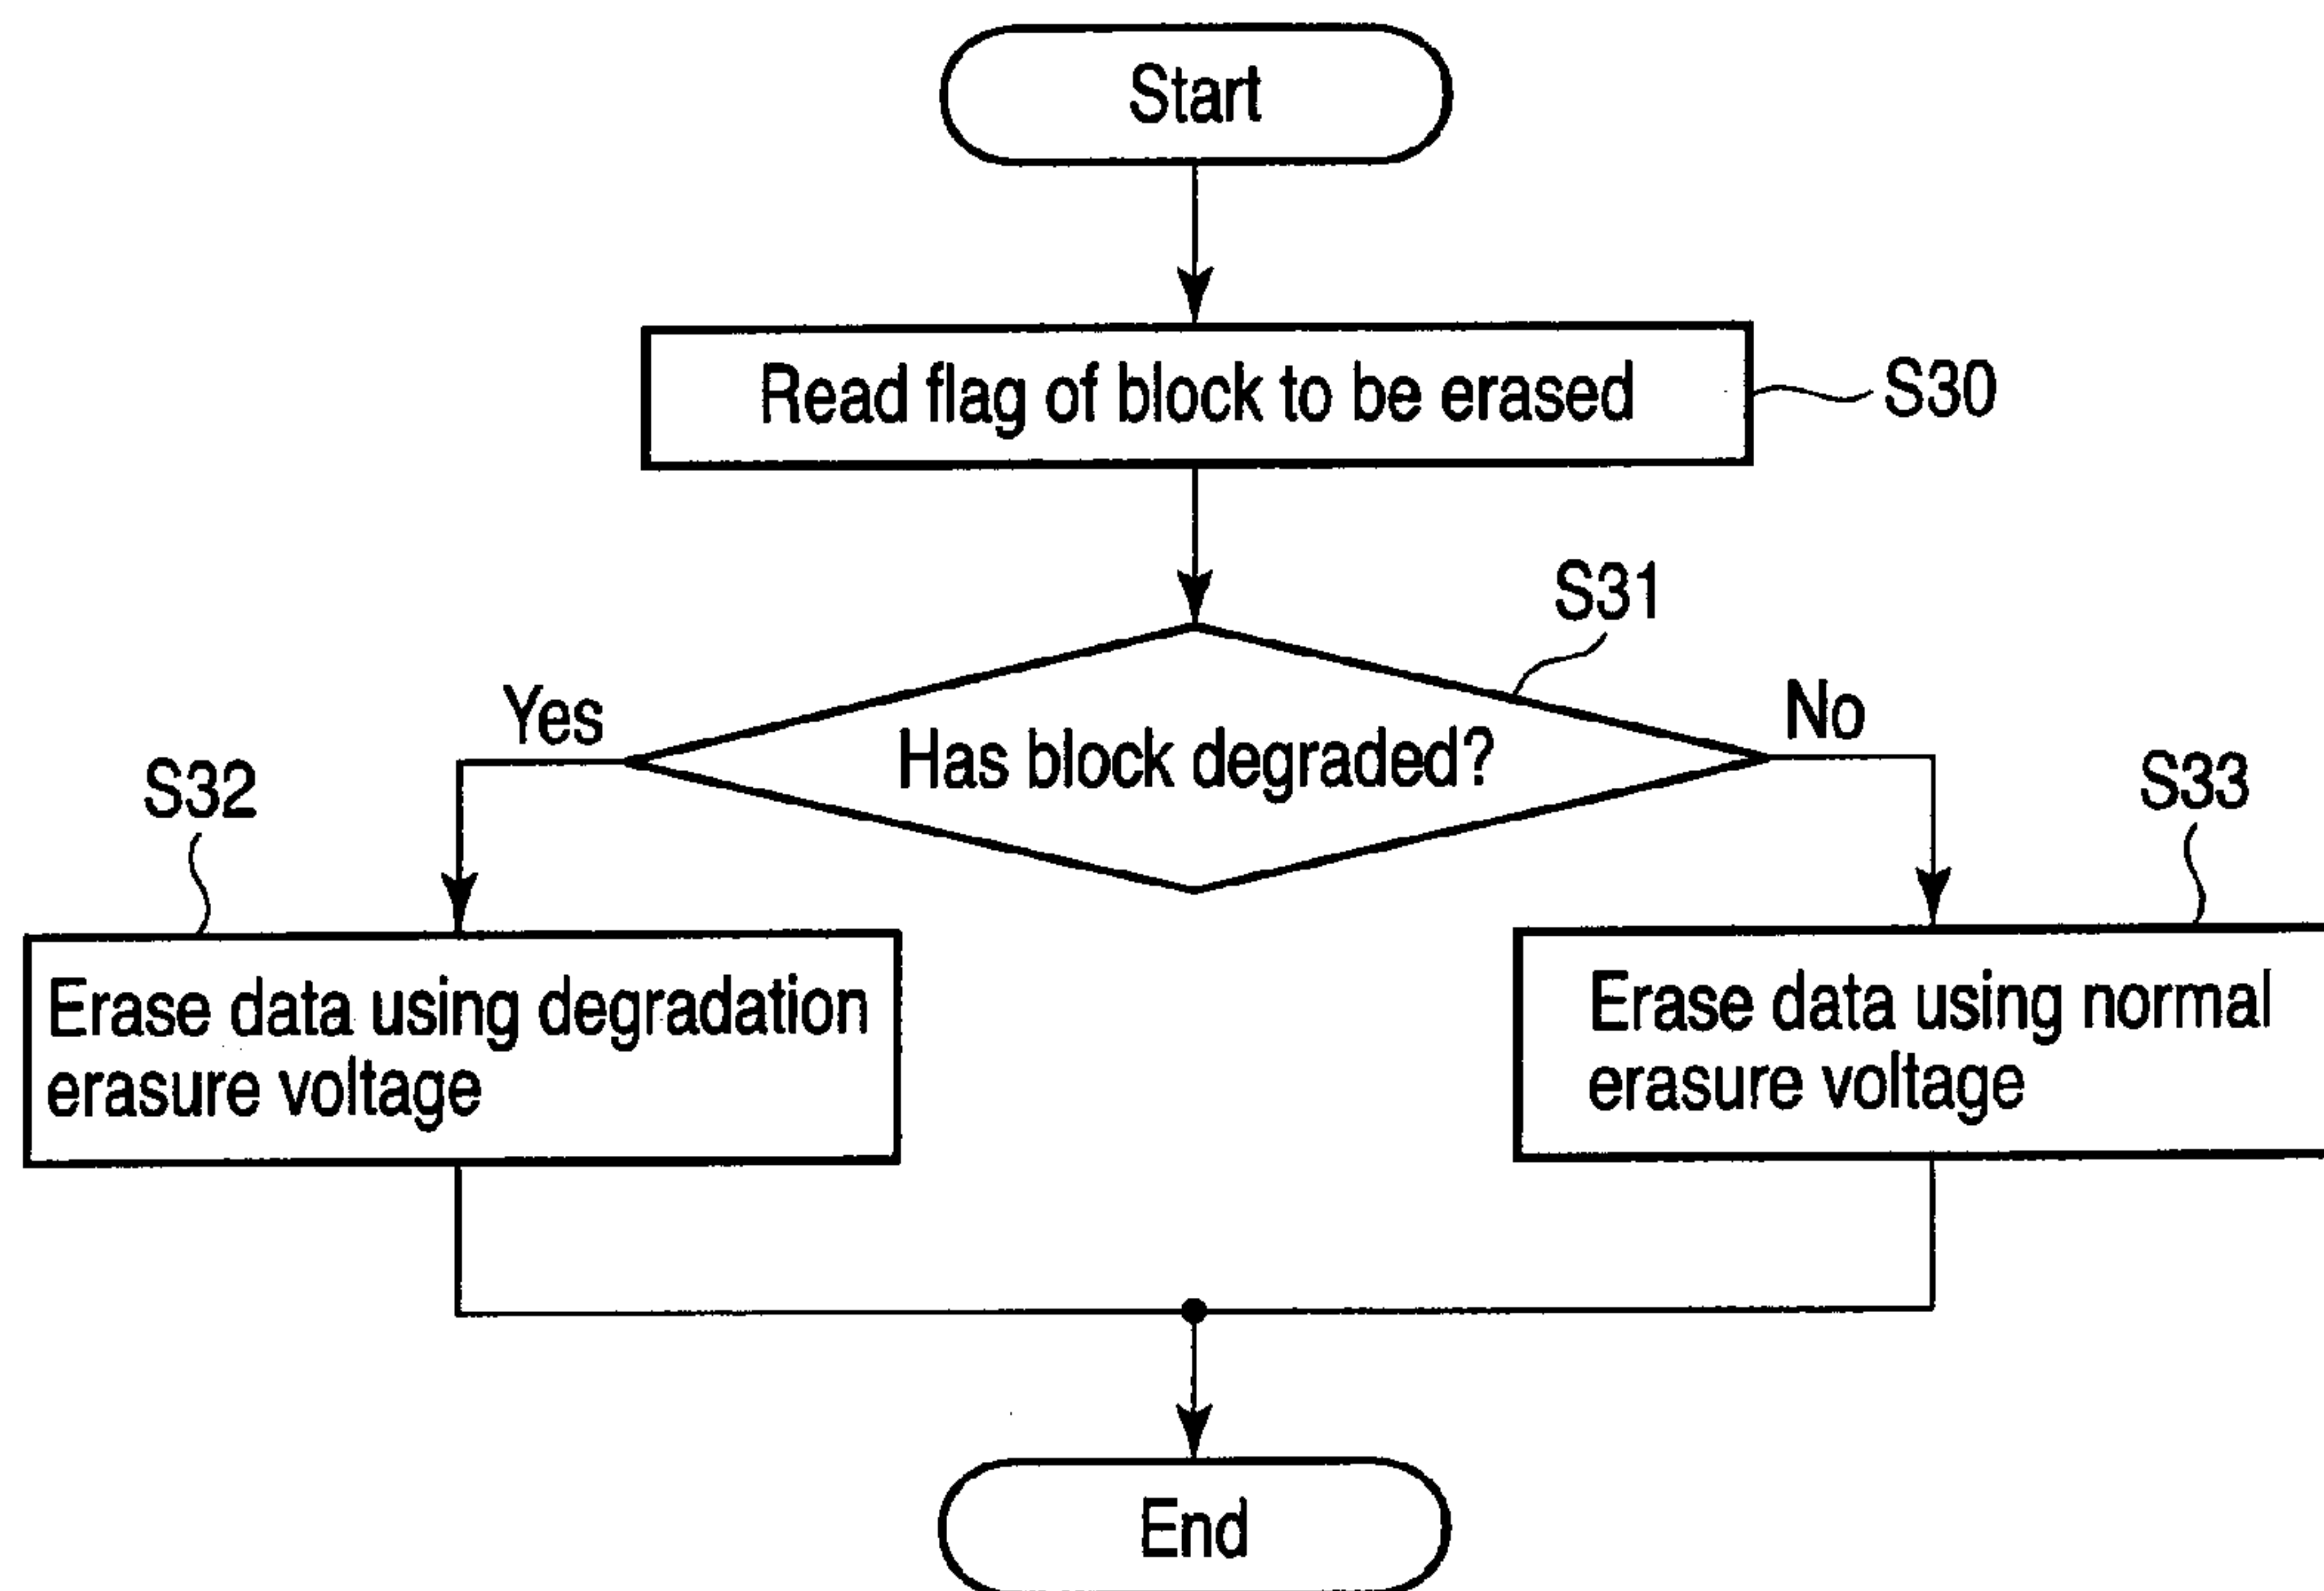 Start
Read flag of block to be erased
S30
S31
Yes
Has block degraded?
No
S32
S33
Erase data using degradation
erasure voltage
Erase data using normal
erasure voltage
End